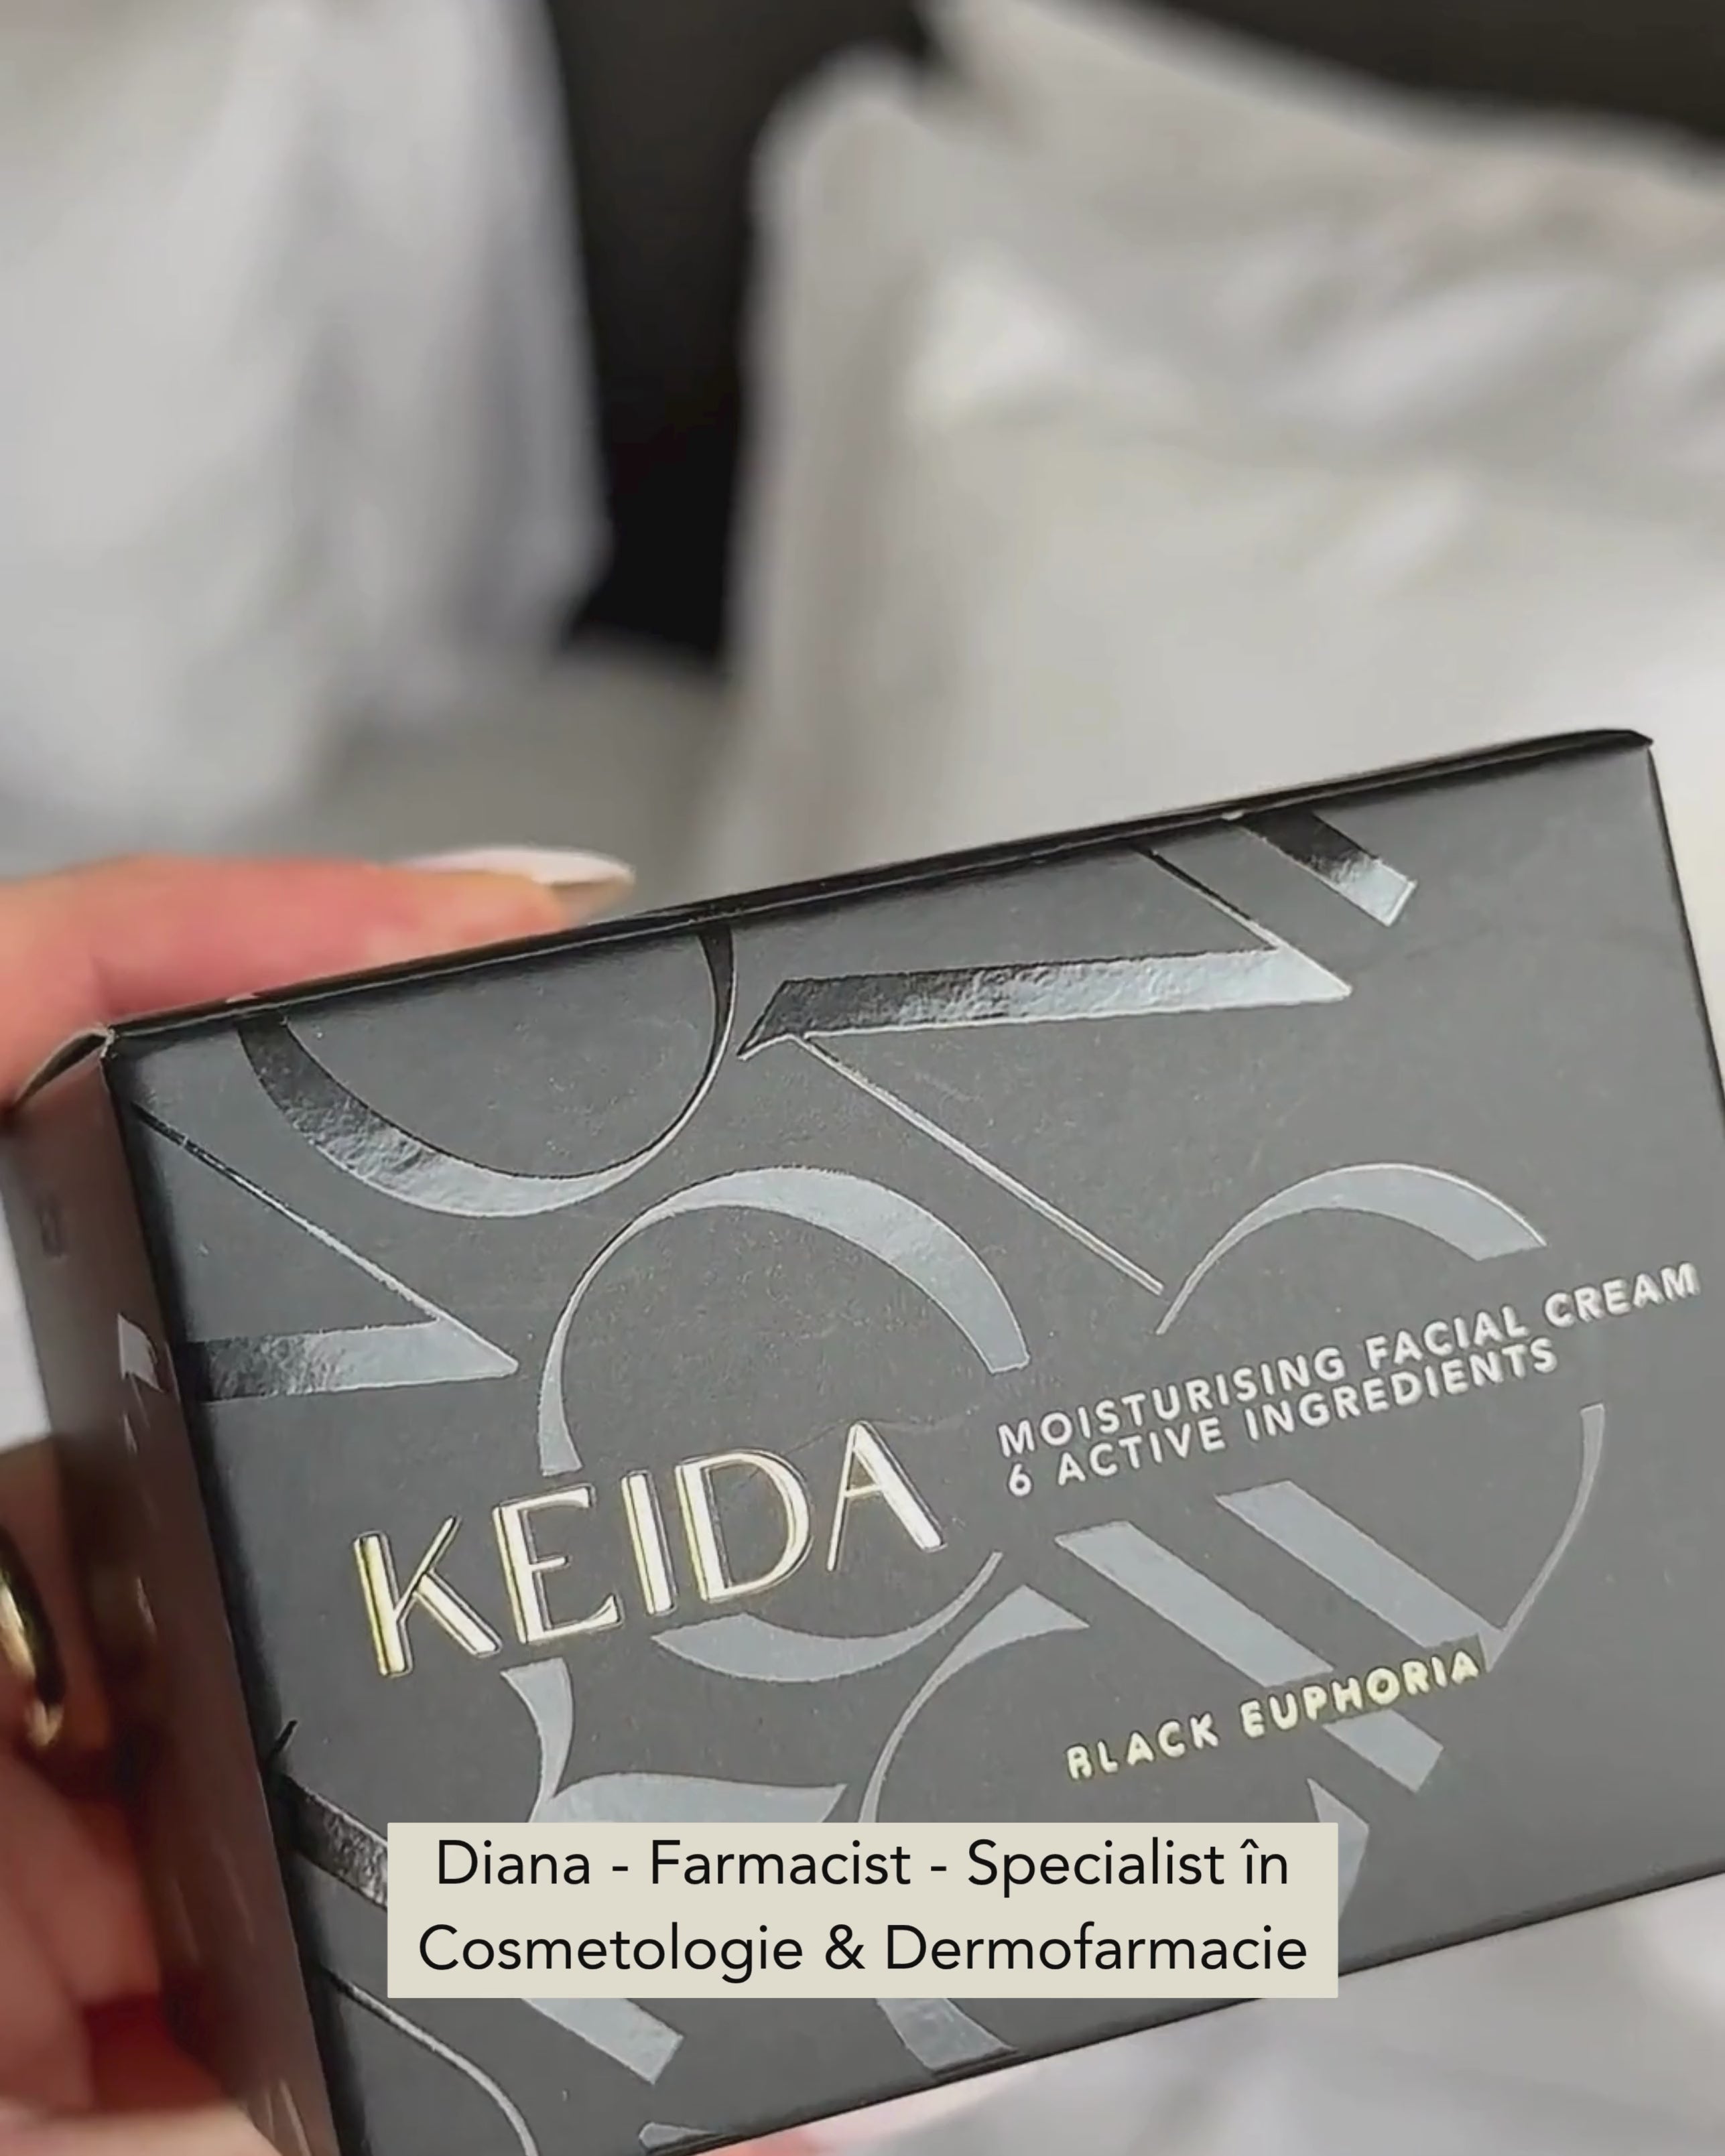 KEIDA
MOISTURISING FACIAL CREAM
6 ACTIVE INGREDIENTS
BLACK EUPHORIA
Diana - Farmacist - Specialist în
Cosmetologie & Dermofarmacie